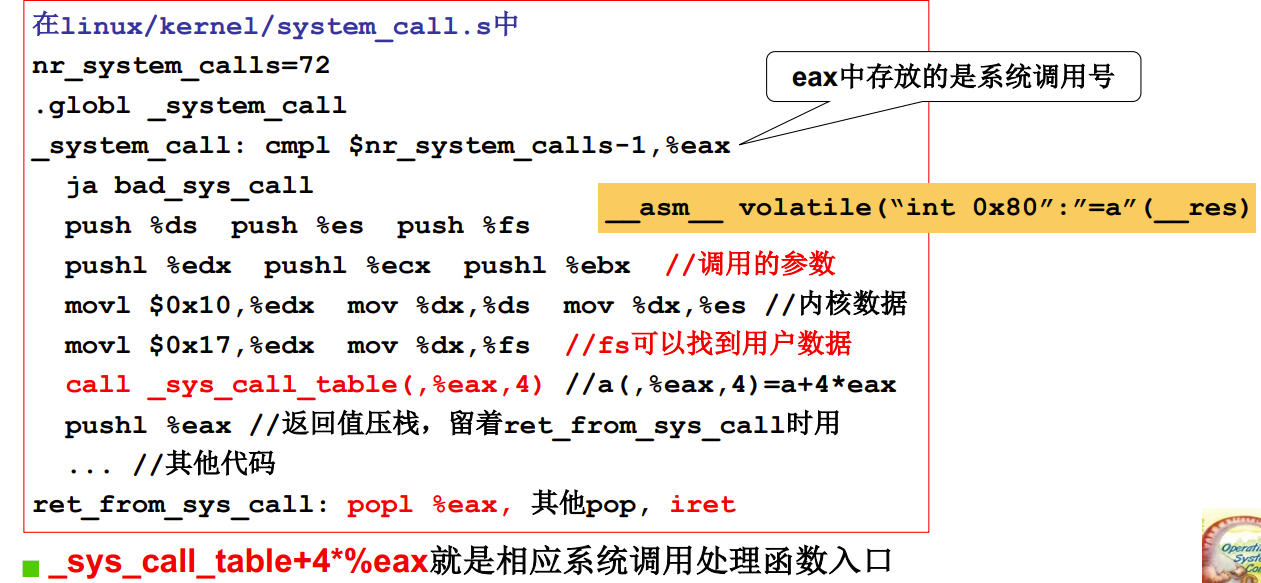 在linux/kernel/system_call.s中
nr_system_calls=72
.globl _system_call
eax中存放的是系统调用号
_system_call: cmpl $nr_system_calls-1,%eax
ja bad_sys_call
__asm__ volatile(“int 0x80”:”=a”(__res)
push %ds push %es push %fs
pushl %edx pushl %ecx pushl %ebx //调用的参数
movl $0x10,%edx mov %dx,%ds mov %dx,%es //内核数据
movl $0x17,%edx mov %dx,%fs //fs可以找到用户数据
call _sys_call_table(,%eax,4) //a(,%eax,4)=a+4*eax
pushl %eax //返回值压栈，留着ret_from_sys_call时用
... //其他代码
ret_from_sys_call: popl %eax, 其他pop, iret
_sys_call_table+4*%eax就是相应系统调用处理函数入口